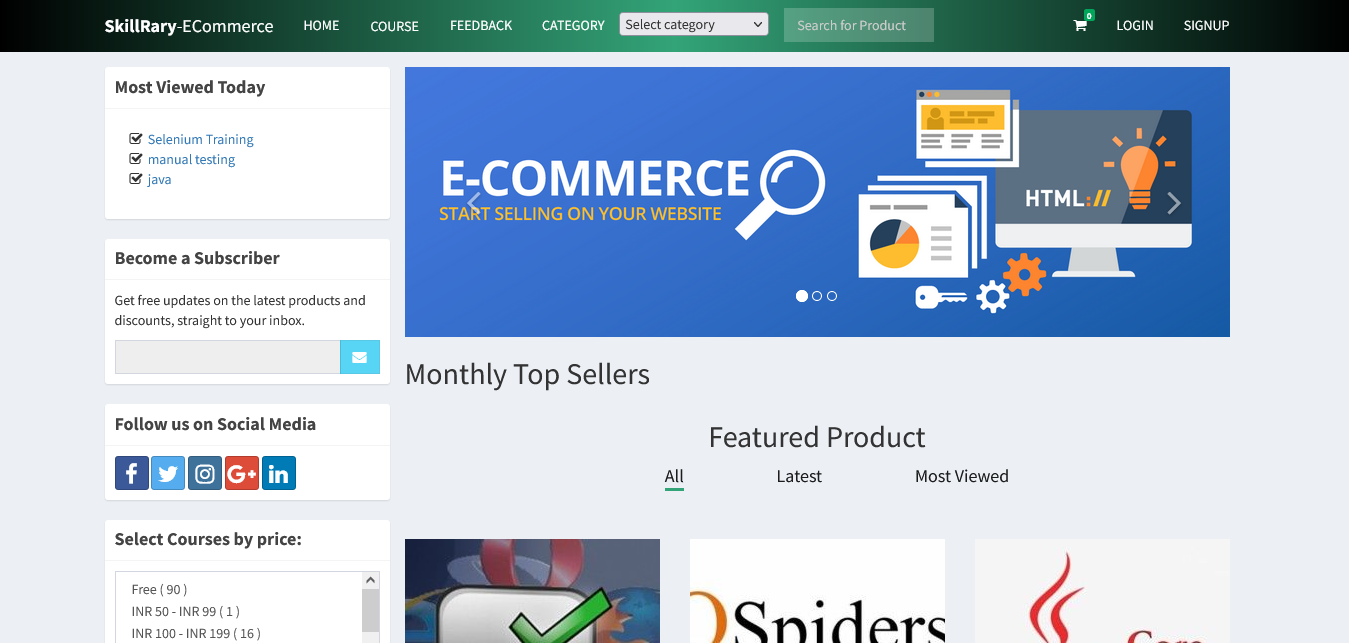 SkillRary-ECommerce
HOME
COURSE
FEEDBACK
CATEGORY
Select category
Search for Product
0
LOGIN
SIGNUP
Most Viewed Today
Selenium Training
manual testing
java
Become a Subscriber
Get free updates on the latest products and
discounts, straight to your inbox.
Follow us on Social Media
Select Courses by price:
Free ( 90 )
INR 50 - INR 99 ( 1 )
INR 100 - INR 199 ( 16 )
E-COMMERCE
START SELLING ON YOUR WEBSITE
HTML://
Monthly Top Sellers
Featured Product
All
Latest
Most Viewed
QSpiders
Core